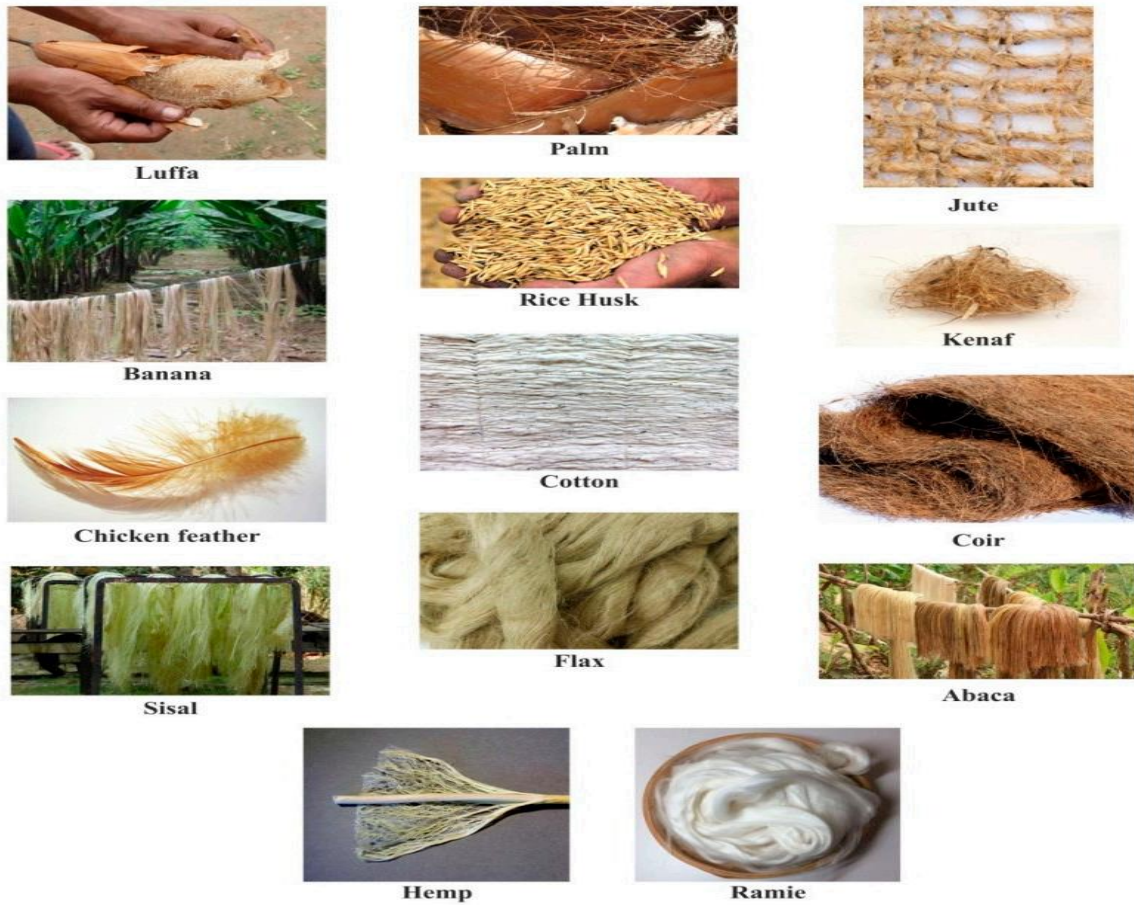 Luffa
Palm
Jute
Banana
Rice Husk
Kenaf
Chicken feather
Cotton
Coir
Sisal
Flax
Abaca
Hemp
Ramie